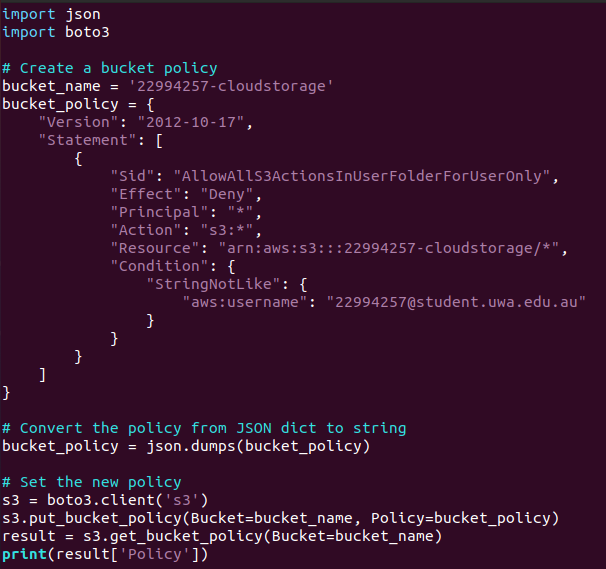 import json
import boto3

# Create a bucket policy
bucket_name = '22994257-cloudstorage'
bucket_policy = {
    "Version": "2012-10-17",
    "Statement": [
        {
            "Sid": "AllowAllS3ActionsInUserFolderForUserOnly",
            "Effect": "Deny",
            "Principal": "*",
            "Action": "s3:*",
            "Resource": "arn:aws:s3:::22994257-cloudstorage/*",
            "Condition": {
                "StringNotLike": {
                    "aws:username": "22994257@student.uwa.edu.au"
                }
            }
        }
    ]
}

# Convert the policy from JSON dict to string
bucket_policy = json.dumps(bucket_policy)

# Set the new policy
s3 = boto3.client('s3')
s3.put_bucket_policy(Bucket=bucket_name, Policy=bucket_policy)
result = s3.get_bucket_policy(Bucket=bucket_name)
print(result['Policy'])